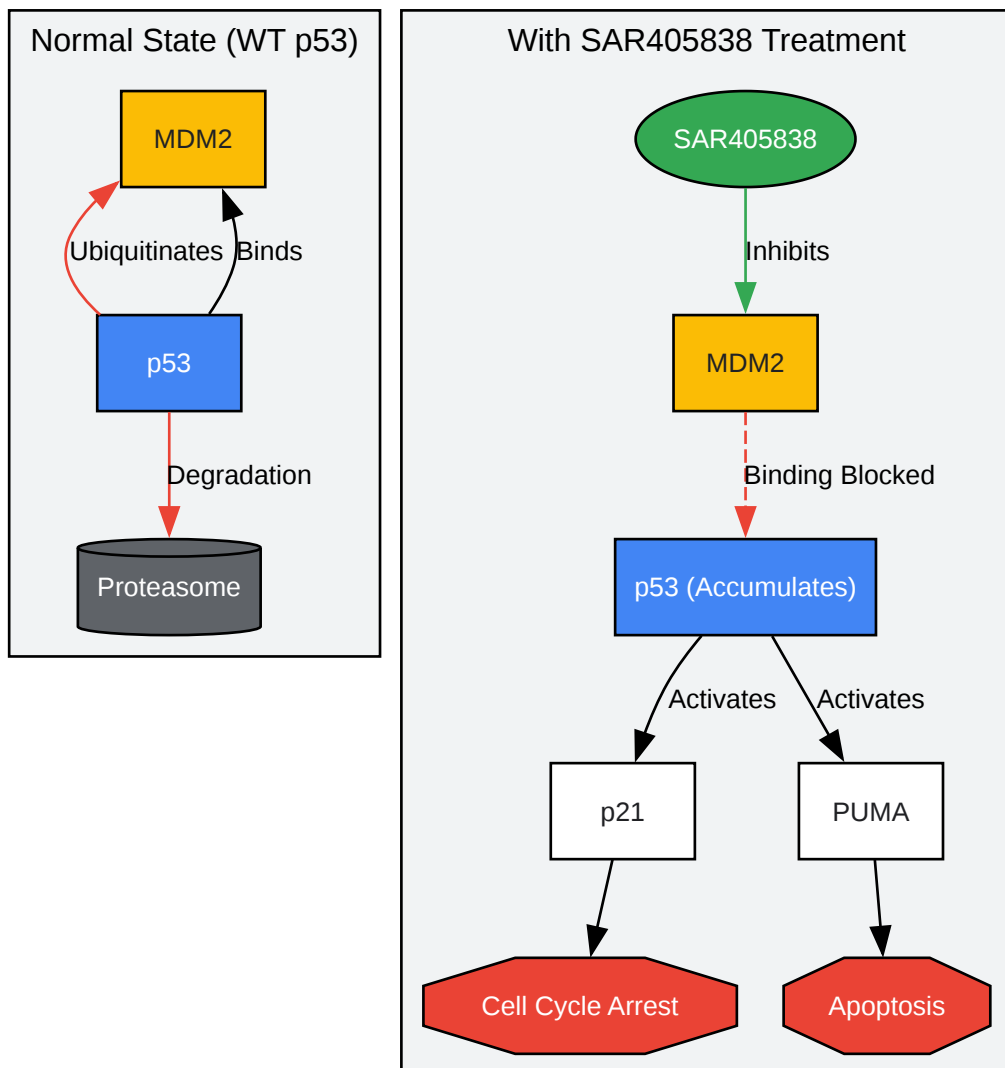 Normal State (WT p53)
MDM2
Ubiquitinates
Binds
p53
Degradation
Proteasome
With SAR405838 Treatment
SAR405838
Inhibits
MDM2
Binding Blocked
p53 (Accumulates)
Activates
Activates
p21
PUMA
Cell Cycle Arrest
Apoptosis